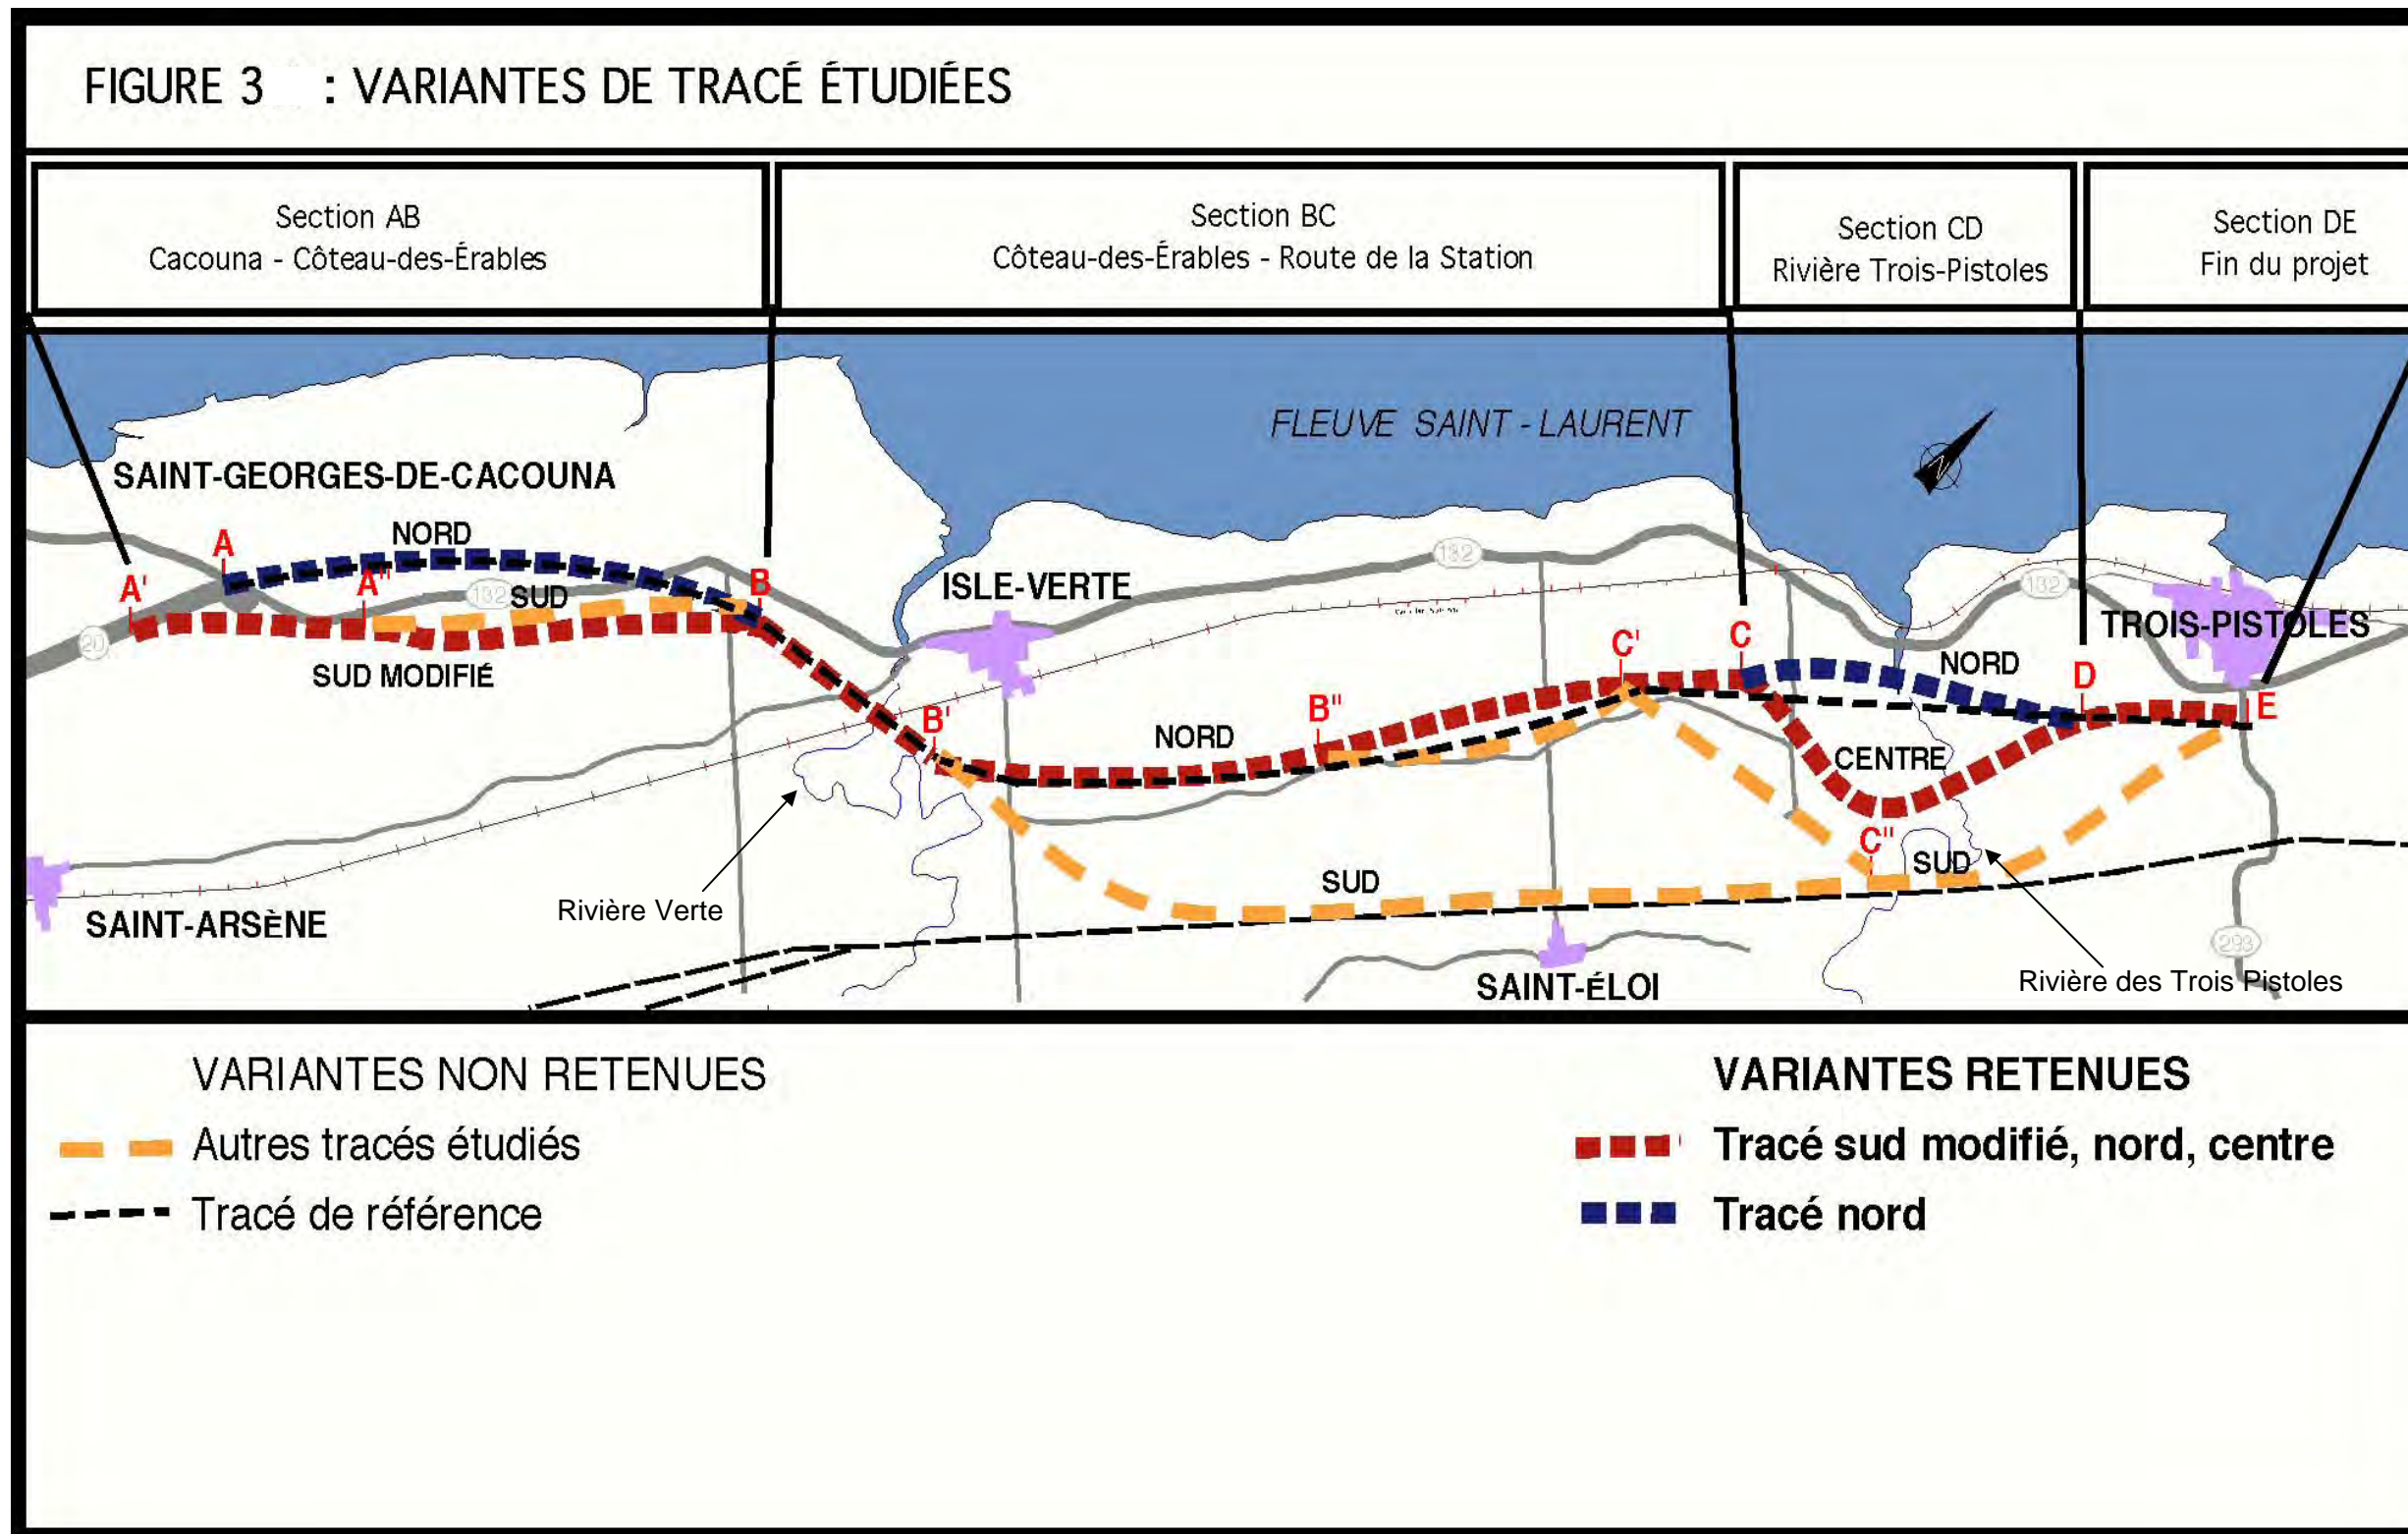 FIGURE 3 : VARIANTES DE TRACÉ ÉTUDIÉES
Section AB
Cacouna - Côteau-des-Érables
Section BC
Côteau-des-Érables - Route de la Station
Section CD
Rivière Trois-Pistoles
Section DE
Fin du projet
FLEUVE SAINT - LAURENT
N
SAINT-GEORGES-DE-CACOUNA
NORD
A
A'
A"
132
SUD
B
20
SUD MODIFIÉ
ISLE-VERTE
132
132
TROIS-PISTOLES
C'
C
NORD
D
E
B'
B"
NORD
CENTRE
C"
SUD
SUD
Rivière Verte
SAINT-ARSÈNE
SAINT-ÉLOI
293
Rivière des Trois Pistoles
VARIANTES NON RETENUES
Autres tracés étudiés
Tracé de référence
VARIANTES RETENUES
Tracé sud modifié, nord, centre
Tracé nord